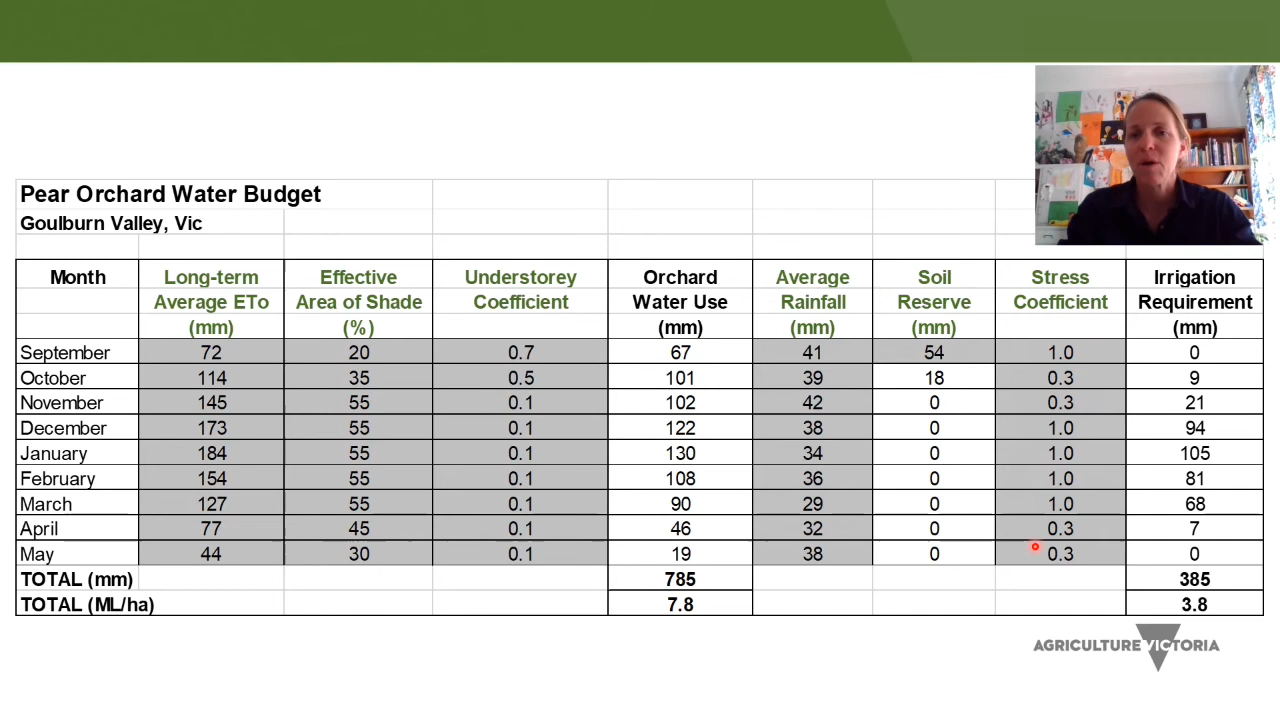 Pear Orchard Water Budget
Goulburn Valley, Vic
Month Long-term Effective Understorey Orchard Average Soil Stress Irrigation
Average ETo Area of Shade Coefficient Water Use Rainfall Reserve Coefficient Requirement
(mm) (%) (mm) (mm) (mm) (mm)
September 72 20 0.7 67 41 54 1.0 0
October 114 35 0.5 101 39 18 0.3 9
November 145 55 0.1 102 42 0 0.3 21
December 173 55 0.1 122 38 0 1.0 94
January 184 55 0.1 130 34 0 1.0 105
February 154 55 0.1 108 36 0 1.0 81
March 127 55 0.1 90 29 0 1.0 68
April 77 45 0.1 46 32 0 0.3 7
May 44 30 0.1 19 38 0 0.3 0
TOTAL (mm) 785 385
TOTAL (ML/ha) 7.8 3.8
AGRICULTURE VICTORIA